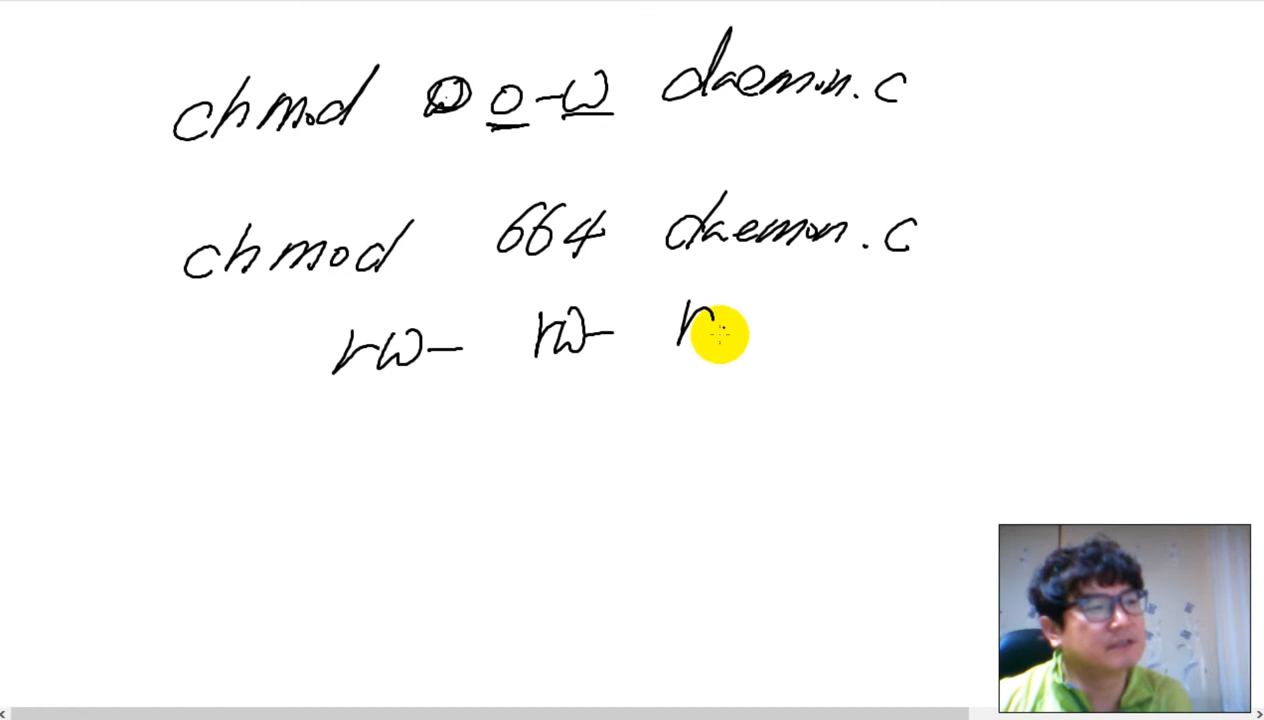 chmod o-w daemon.c
chmod 664 daemon.c
rw- rw- r